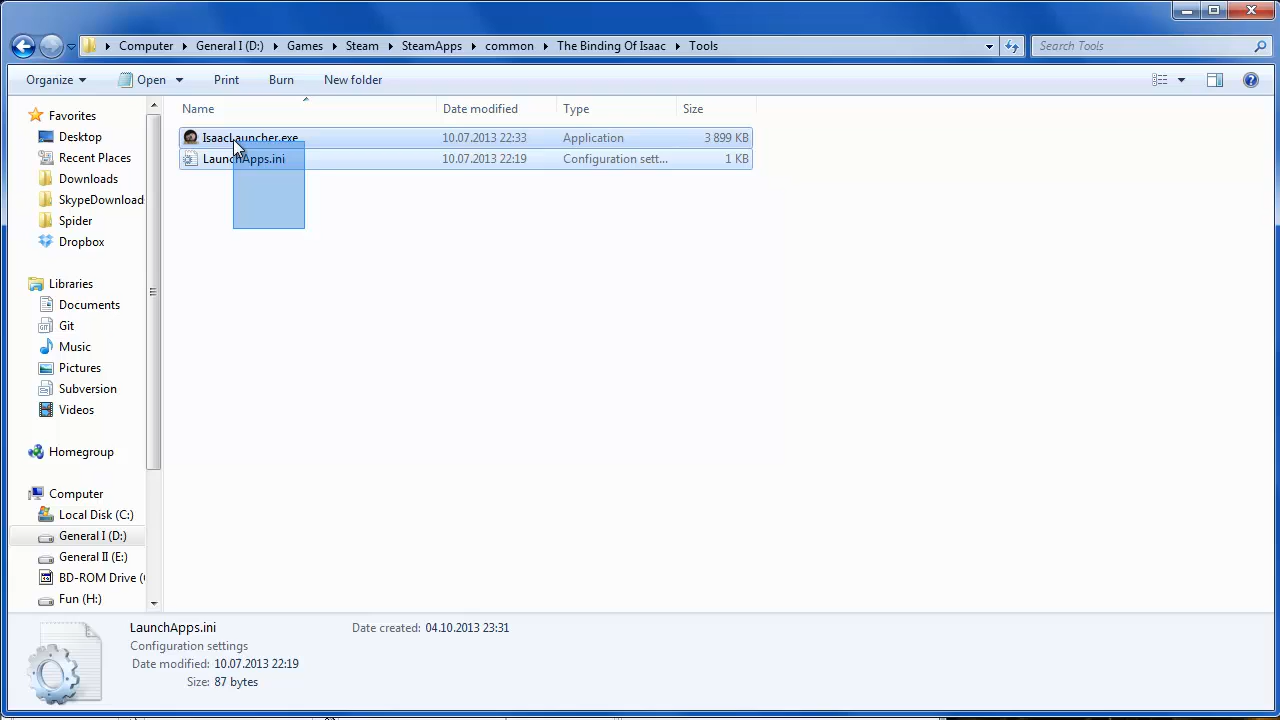 Computer General I (D:) Games Steam SteamApps common The Binding Of Isaac Tools Search Tools
Organize Open Print Burn New folder
Name Date modified Type Size
Favorites
Desktop
Recent Places
Downloads
SkypeDownload
Spider
Dropbox
Libraries
Documents
Git
Music
Pictures
Subversion
Videos
Homegroup
Computer
Local Disk (C:)
General I (D:)
General II (E:)
BD-ROM Drive (
Fun (H:)
IsaacLauncher.exe 10.07.2013 22:33 Application 3 899 KB
LaunchApps.ini 10.07.2013 22:19 Configuration sett... 1 KB
LaunchApps.ini Date created: 04.10.2013 23:31
Configuration settings
Date modified: 10.07.2013 22:19
Size: 87 bytes